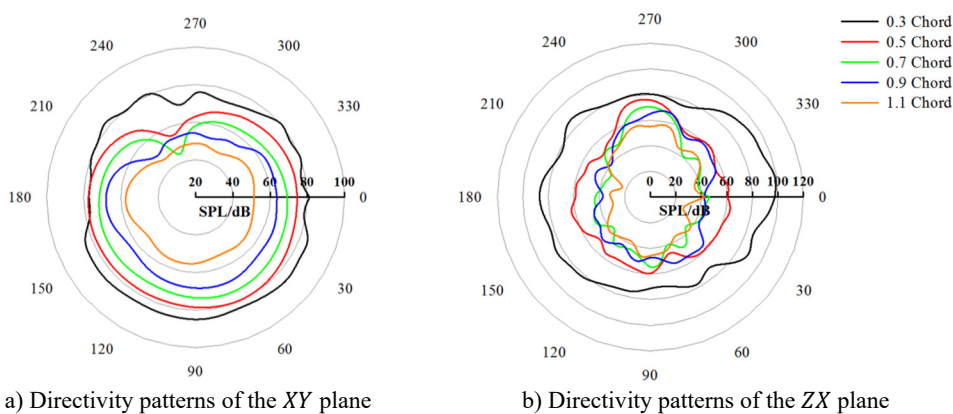 270
240
300
210
330
180
20 40 60 80 100
0
SPL/dB
150
30
120
60
90
a) Directivity patterns of the XY plane
270
240
300
210
330
180
0 20 40 60 80 100 120
0
SPL/dB
150
30
120
60
90
b) Directivity patterns of the ZX plane
0.3 Chord
0.5 Chord
0.7 Chord
0.9 Chord
1.1 Chord